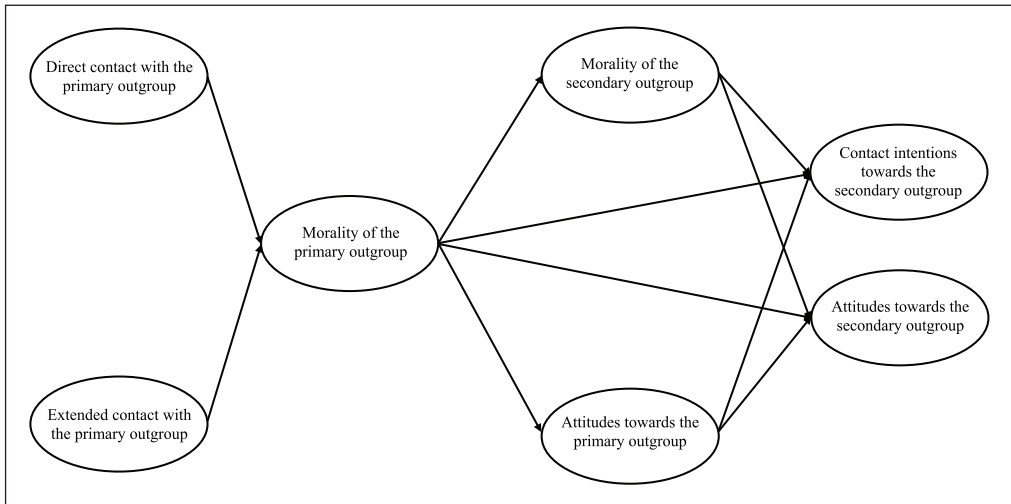 Direct contact with the
primary outgroup
Extended contact with
the primary outgroup
Morality of the
primary outgroup
Morality of the
secondary outgroup
Attitudes towards the
primary outgroup
Contact intentions
towards the
secondary outgroup
Attitudes towards the
secondary outgroup